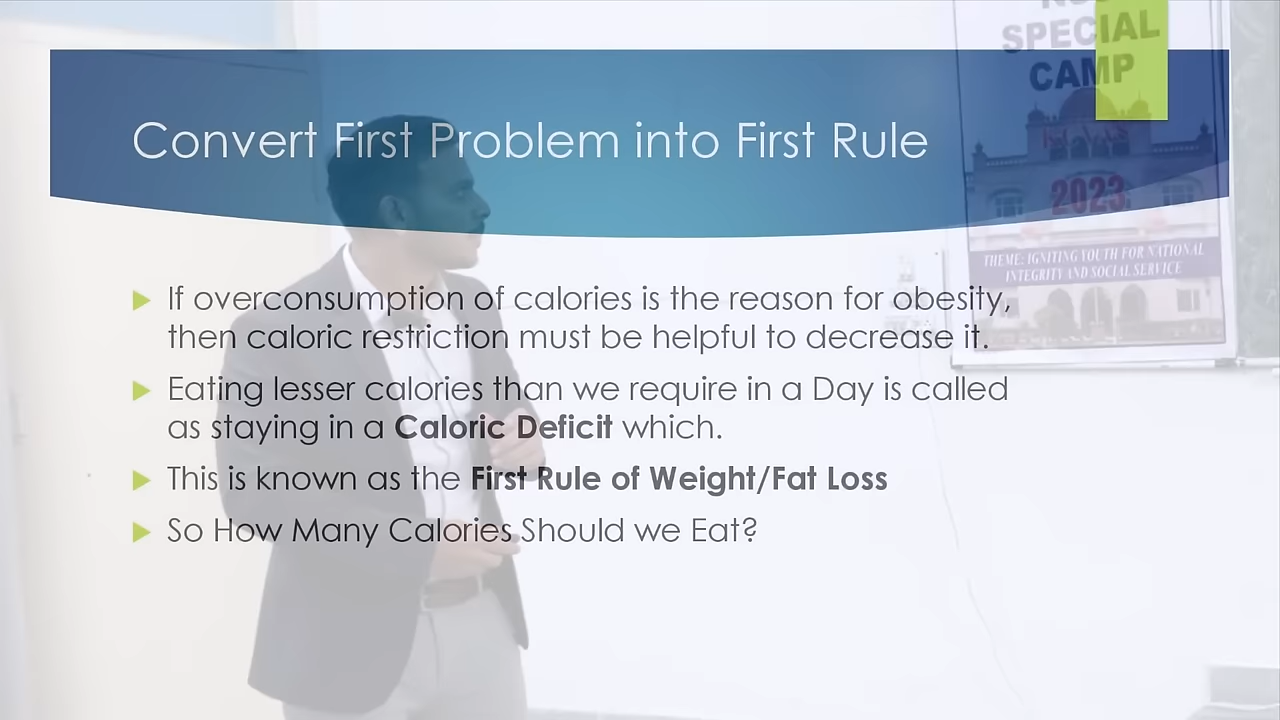 SPECIAL
CAMP
2023
THEME: IGNITING YOUTH FOR NATIONAL
INTEGRITY AND SOCIAL SERVICE
Convert First Problem into First Rule
If overconsumption of calories is the reason for obesity,
then caloric restriction must be helpful to decrease it.
Eating lesser calories than we require in a Day is called
as staying in a Caloric Deficit which.
This is known as the First Rule of Weight/Fat Loss
So How Many Calories Should we Eat?